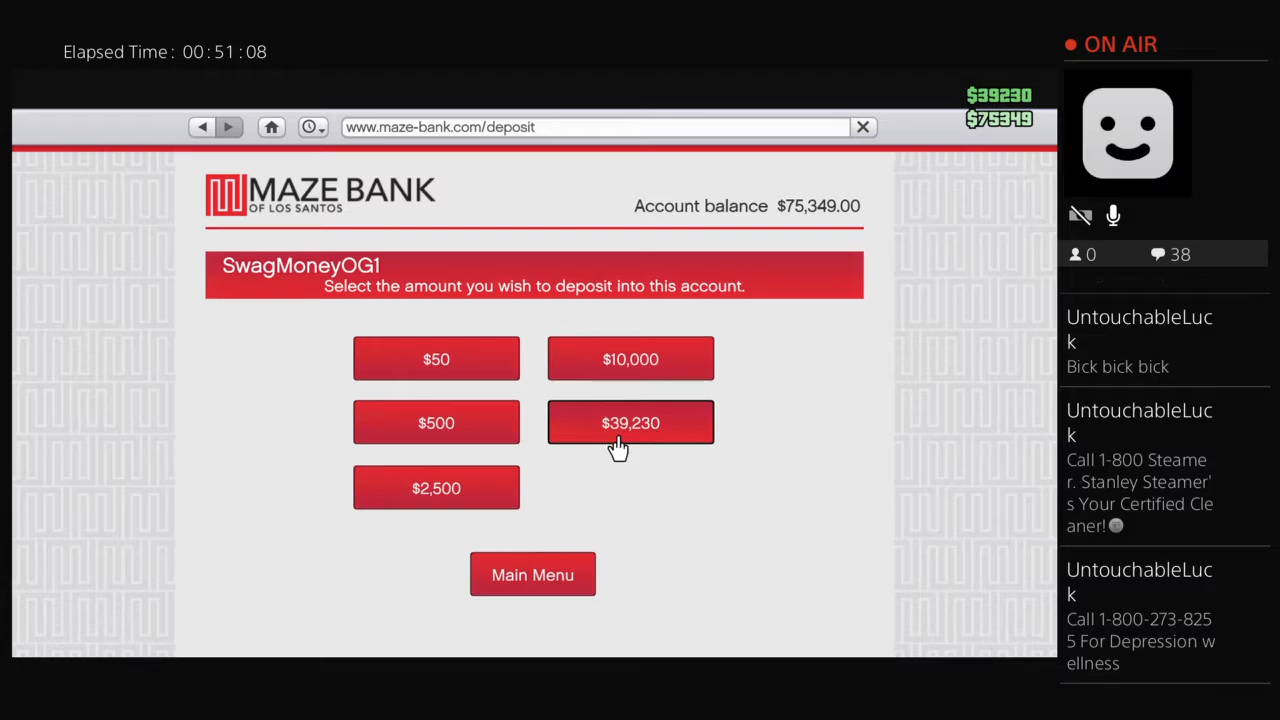 Elapsed Time: 00:51:08
ON AIR
$39230
$75349
www.maze-bank.com/deposit
MAZE BANK
OF LOS SANTOS
Account balance $75,349.00
SwagMoneyOG1
Select the amount you wish to deposit into this account.
$50
$10,000
$500
$39,230
$2,500
Main Menu
0
38
UntouchableLuc
k
Bick bick bick
UntouchableLuc
k
Call 1-800 Steame
r. Stanley Steamer'
s Your Certified Cle
aner!
UntouchableLuc
k
Call 1-800-273-825
5 For Depression w
ellness